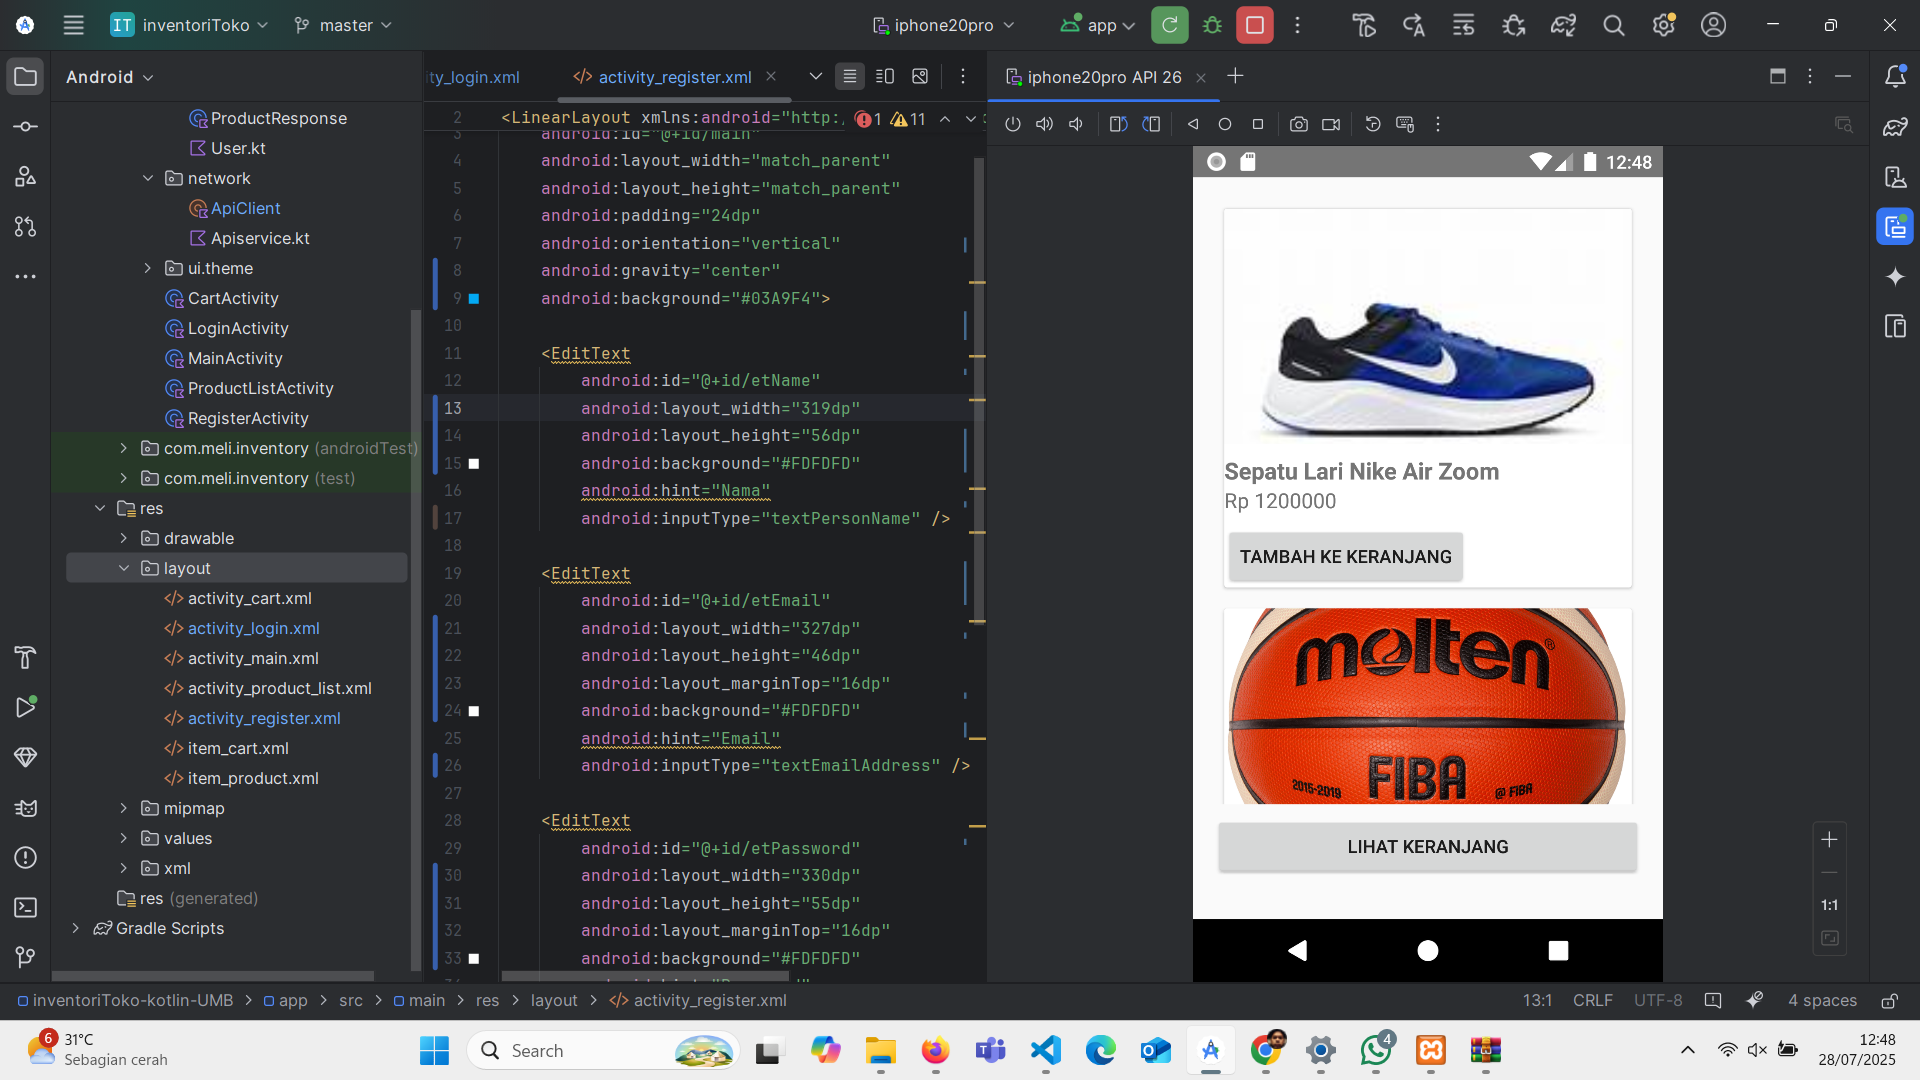 IT inventoriToko
master
iphone20pro
app
Android
ProductResponse
User.kt
network
ApiClient
Apiservice.kt
ui.theme
CartActivity
LoginActivity
MainActivity
ProductListActivity
RegisterActivity
com.meli.inventory (androidTest)
com.meli.inventory (test)
res
drawable
layout
activity_cart.xml
activity_login.xml
activity_main.xml
activity_product_list.xml
activity_register.xml
item_cart.xml
item_product.xml
mipmap
values
xml
res (generated)
Gradle Scripts
ity_login.xml
activity_register.xml
1 11
2 <LinearLayout xmlns:android="http:/
3 android:id="@+id/main"
4 android:layout_width="match_parent"
5 android:layout_height="match_parent"
6 android:padding="24dp"
7 android:orientation="vertical"
8 android:gravity="center"
9 android:background="#03A9F4">
10
11 <EditText
12 android:id="@+id/etName"
13 android:layout_width="319dp"
14 android:layout_height="56dp"
15 android:background="#FDFDFD"
16 android:hint="Nama"
17 android:inputType="textPersonName" />
18
19 <EditText
20 android:id="@+id/etEmail"
21 android:layout_width="327dp"
22 android:layout_height="46dp"
23 android:layout_marginTop="16dp"
24 android:background="#FDFDFD"
25 android:hint="Email"
26 android:inputType="textEmailAddress" />
27
28 <EditText
29 android:id="@+id/etPassword"
30 android:layout_width="330dp"
31 android:layout_height="55dp"
32 android:layout_marginTop="16dp"
33 android:background="#FDFDFD"
iphone20pro API 26
12:48
Sepatu Lari Nike Air Zoom
Rp 1200000
TAMBAH KE KERANJANG
molten®
FIBA
2015-2019
@ FIBA
LIHAT KERANJANG
1:1
inventoriToko-kotlin-UMB > app > src > main > res > layout > activity_register.xml
13:1 CRLF UTF-8 4 spaces
6
31°C
Sebagian cerah
Search
4
12:48
28/07/2025